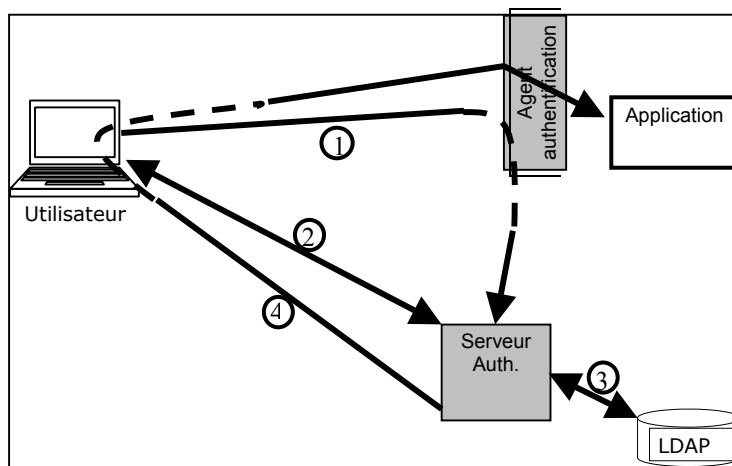 Agent
authentification
Application
1
Utilisateur
2
4
Serveur
Auth.
3
LDAP